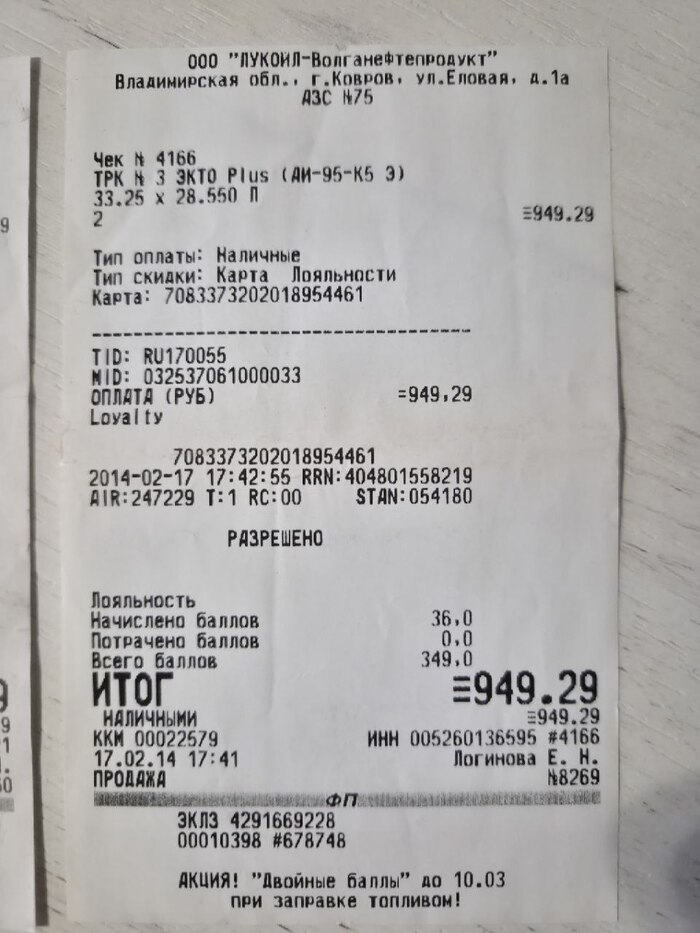 ООО "ЛУКОЙЛ-Волганефтепродукт"
Владимирская обл., г.Ковров, ул.Еловая, д.1а
АЗС №75
Чек № 4166
ТРК № 3 ЭКТО Plus (АИ-95-К5 Э)
33.25 x 28.550 Л
2 ≡949.29
Тип оплаты: Наличные
Тип скидки: Карта Лояльности
Карта: 7083373202018954461
---------------------------------------------
TID: RU170055
MID: 032537061000033
ОПЛАТА (РУБ) =949,29
Loyalty
7083373202018954461
2014-02-17 17:42:55 RRN:404801558219
AIR:247229 T:1 RC:00 STAN:054180
РАЗРЕШЕНО
Лояльность
Начислено баллов 36,0
Потрачено баллов 0,0
Всего баллов 349,0
ИТОГ ≡949.29
НАЛИЧНЫМИ ≡949.29
ККМ 00022579 ИНН 005260136595 #4166
17.02.14 17:41 Логинова Е. Н.
ПРОДАЖА №8269
ФП
ЭКЛЗ 4291669228
00010398 #678748
АКЦИЯ! "Двойные баллы" до 10.03
при заправке топливом!